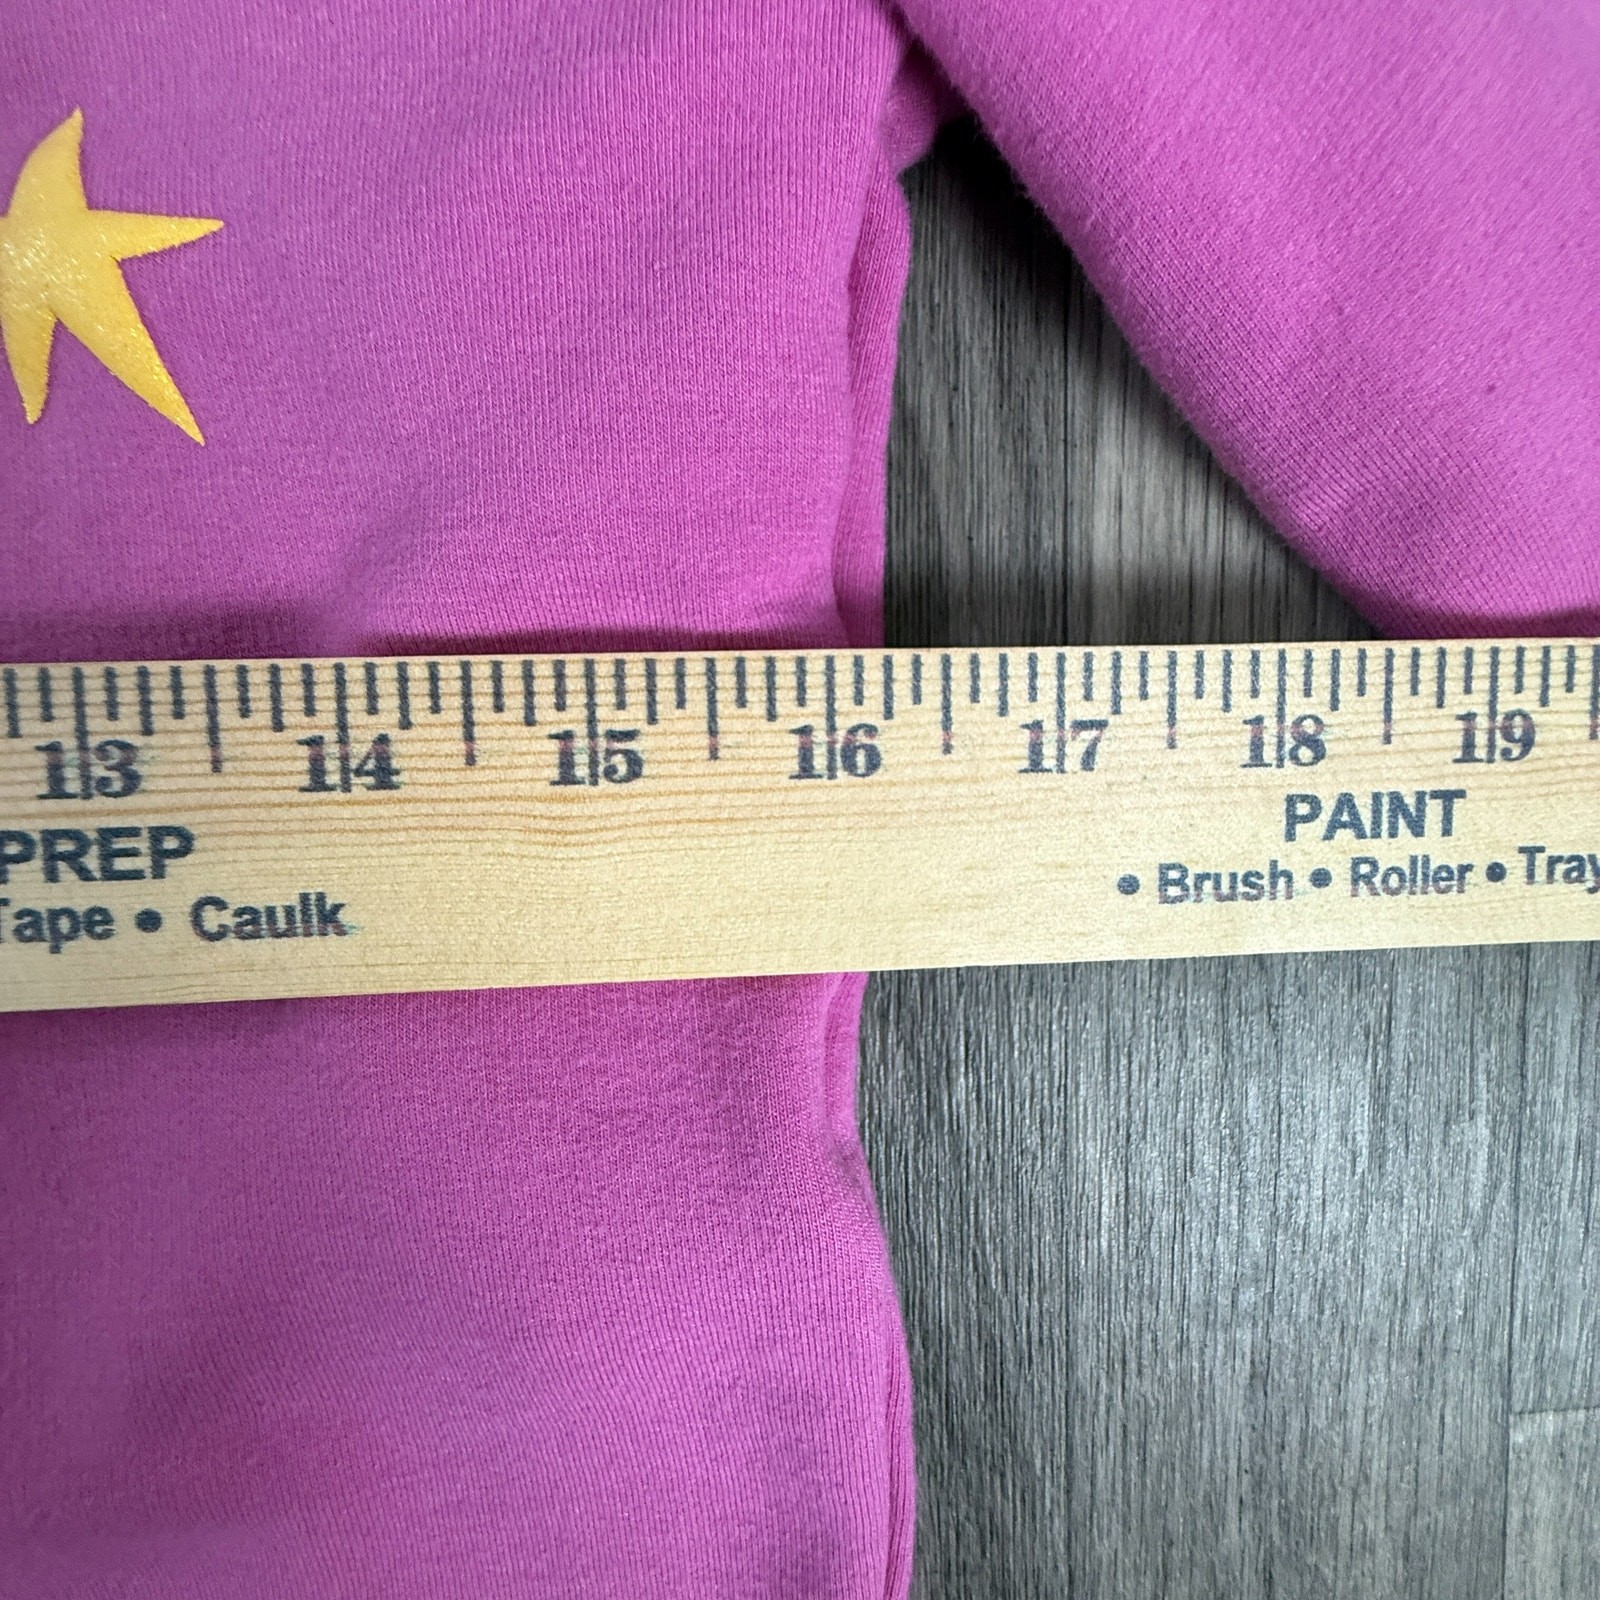 13 14 15 16 17 18 19
PREP
Tape • Caulk
PAINT
• Brush • Roller • Tray